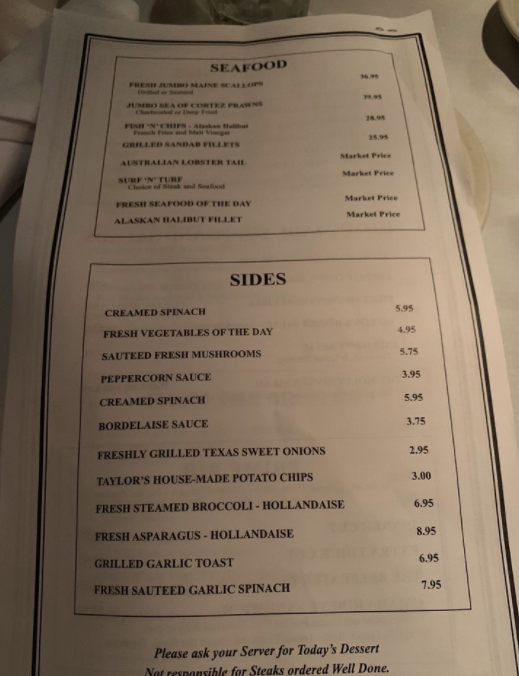 SEAFOOD
FRESH JUMBO MAINE SCALLOPS 36.95
Grilled or Sauteed
JUMBO SEA OF CORTEZ PRAWNS 39.95
Charbroiled or Deep Fried
FISH 'N' CHIPS - Alaskan Halibut 28.95
French Fries and Malt Vinegar
GRILLED SANDAB FILLETS 25.95
AUSTRALIAN LOBSTER TAIL Market Price
SURF 'N' TURF Market Price
Choice of Steak and Seafood
FRESH SEAFOOD OF THE DAY Market Price
ALASKAN HALIBUT FILLET Market Price
SIDES
CREAMED SPINACH 5.95
FRESH VEGETABLES OF THE DAY 4.95
SAUTEED FRESH MUSHROOMS 5.75
PEPPERCORN SAUCE 3.95
CREAMED SPINACH 5.95
BORDELAISE SAUCE 3.75
FRESHLY GRILLED TEXAS SWEET ONIONS 2.95
TAYLOR'S HOUSE-MADE POTATO CHIPS 3.00
FRESH STEAMED BROCCOLI - HOLLANDAISE 6.95
FRESH ASPARAGUS - HOLLANDAISE 8.95
GRILLED GARLIC TOAST 6.95
FRESH SAUTEED GARLIC SPINACH 7.95
Please ask your Server for Today's Dessert
Not responsible for Steaks ordered Well Done.